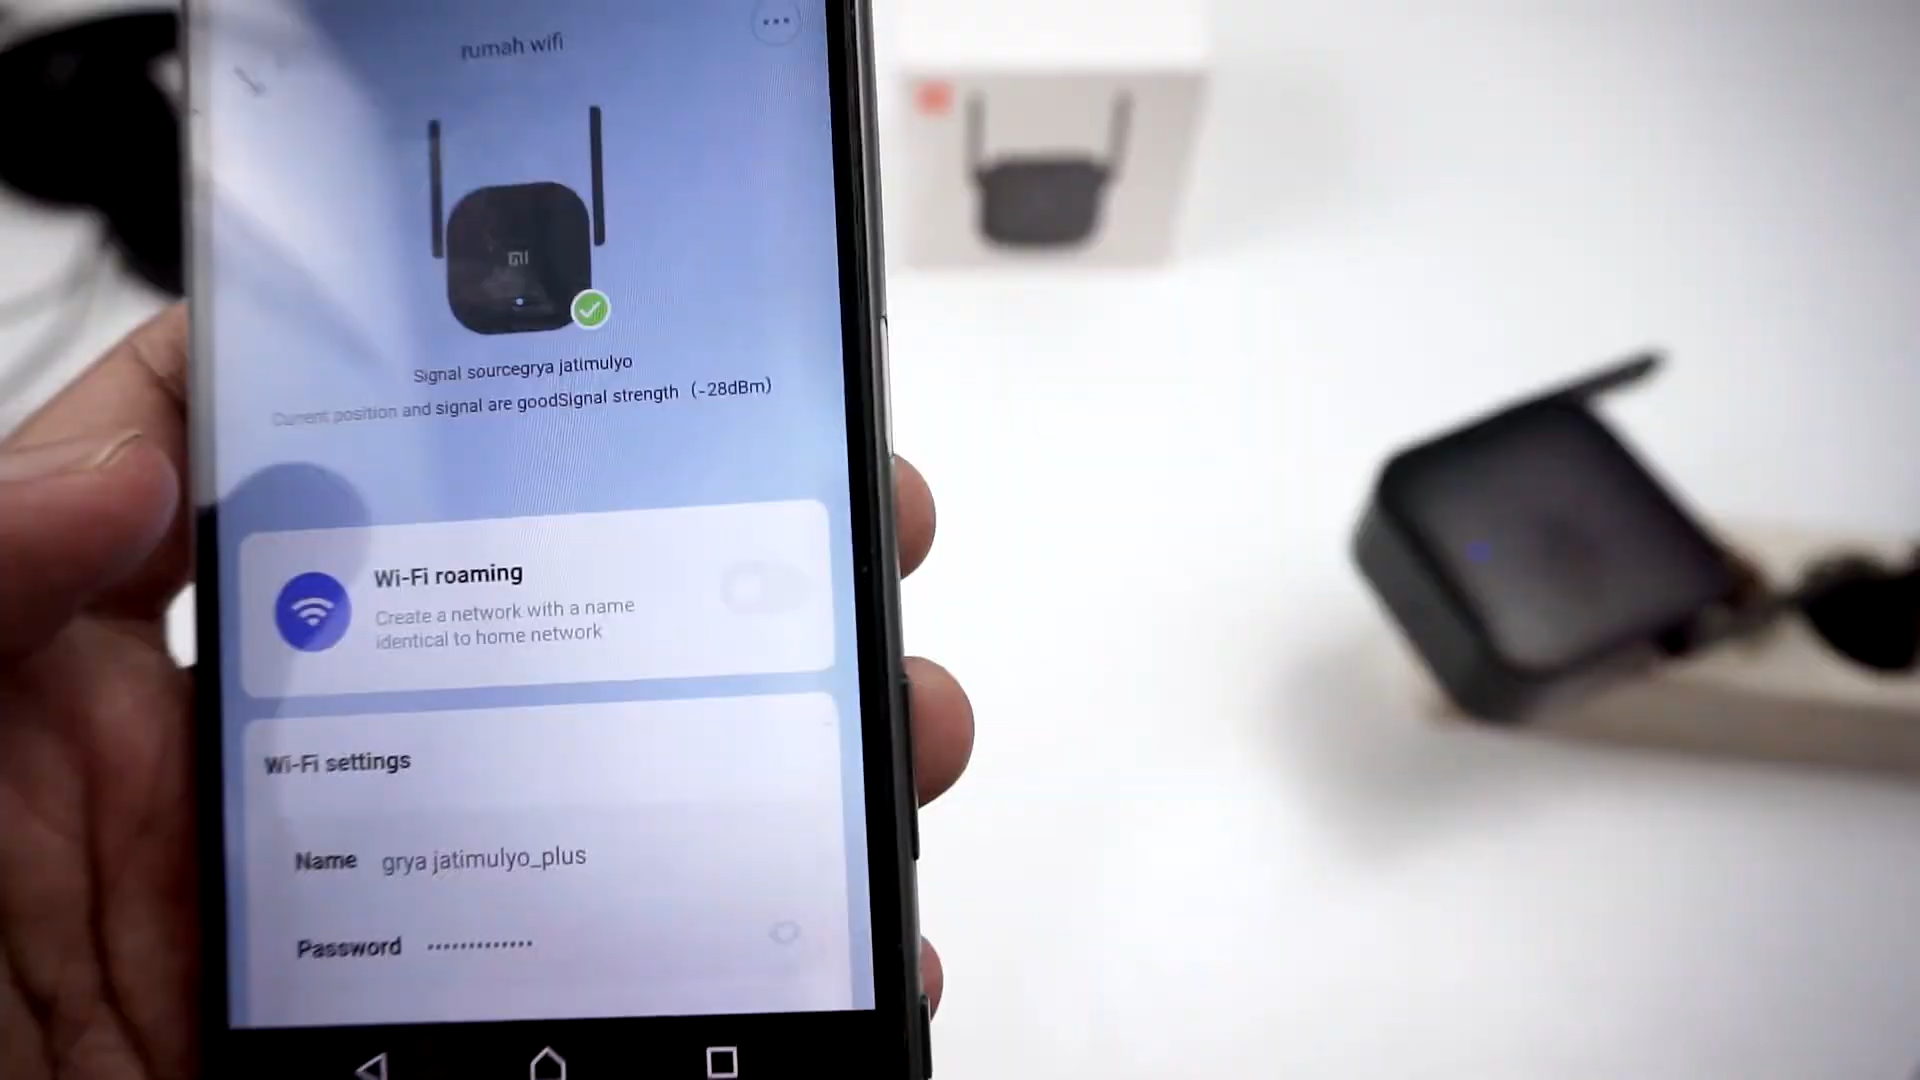 rumah wifi
MI
Signal sourcegrya jatimulyo
Current position and signal are goodSignal strength (-28dBm)
Wi-Fi roaming
Create a network with a name
identical to home network
Wi-Fi settings
Name grya jatimulyo_plus
Password •••••••••••••